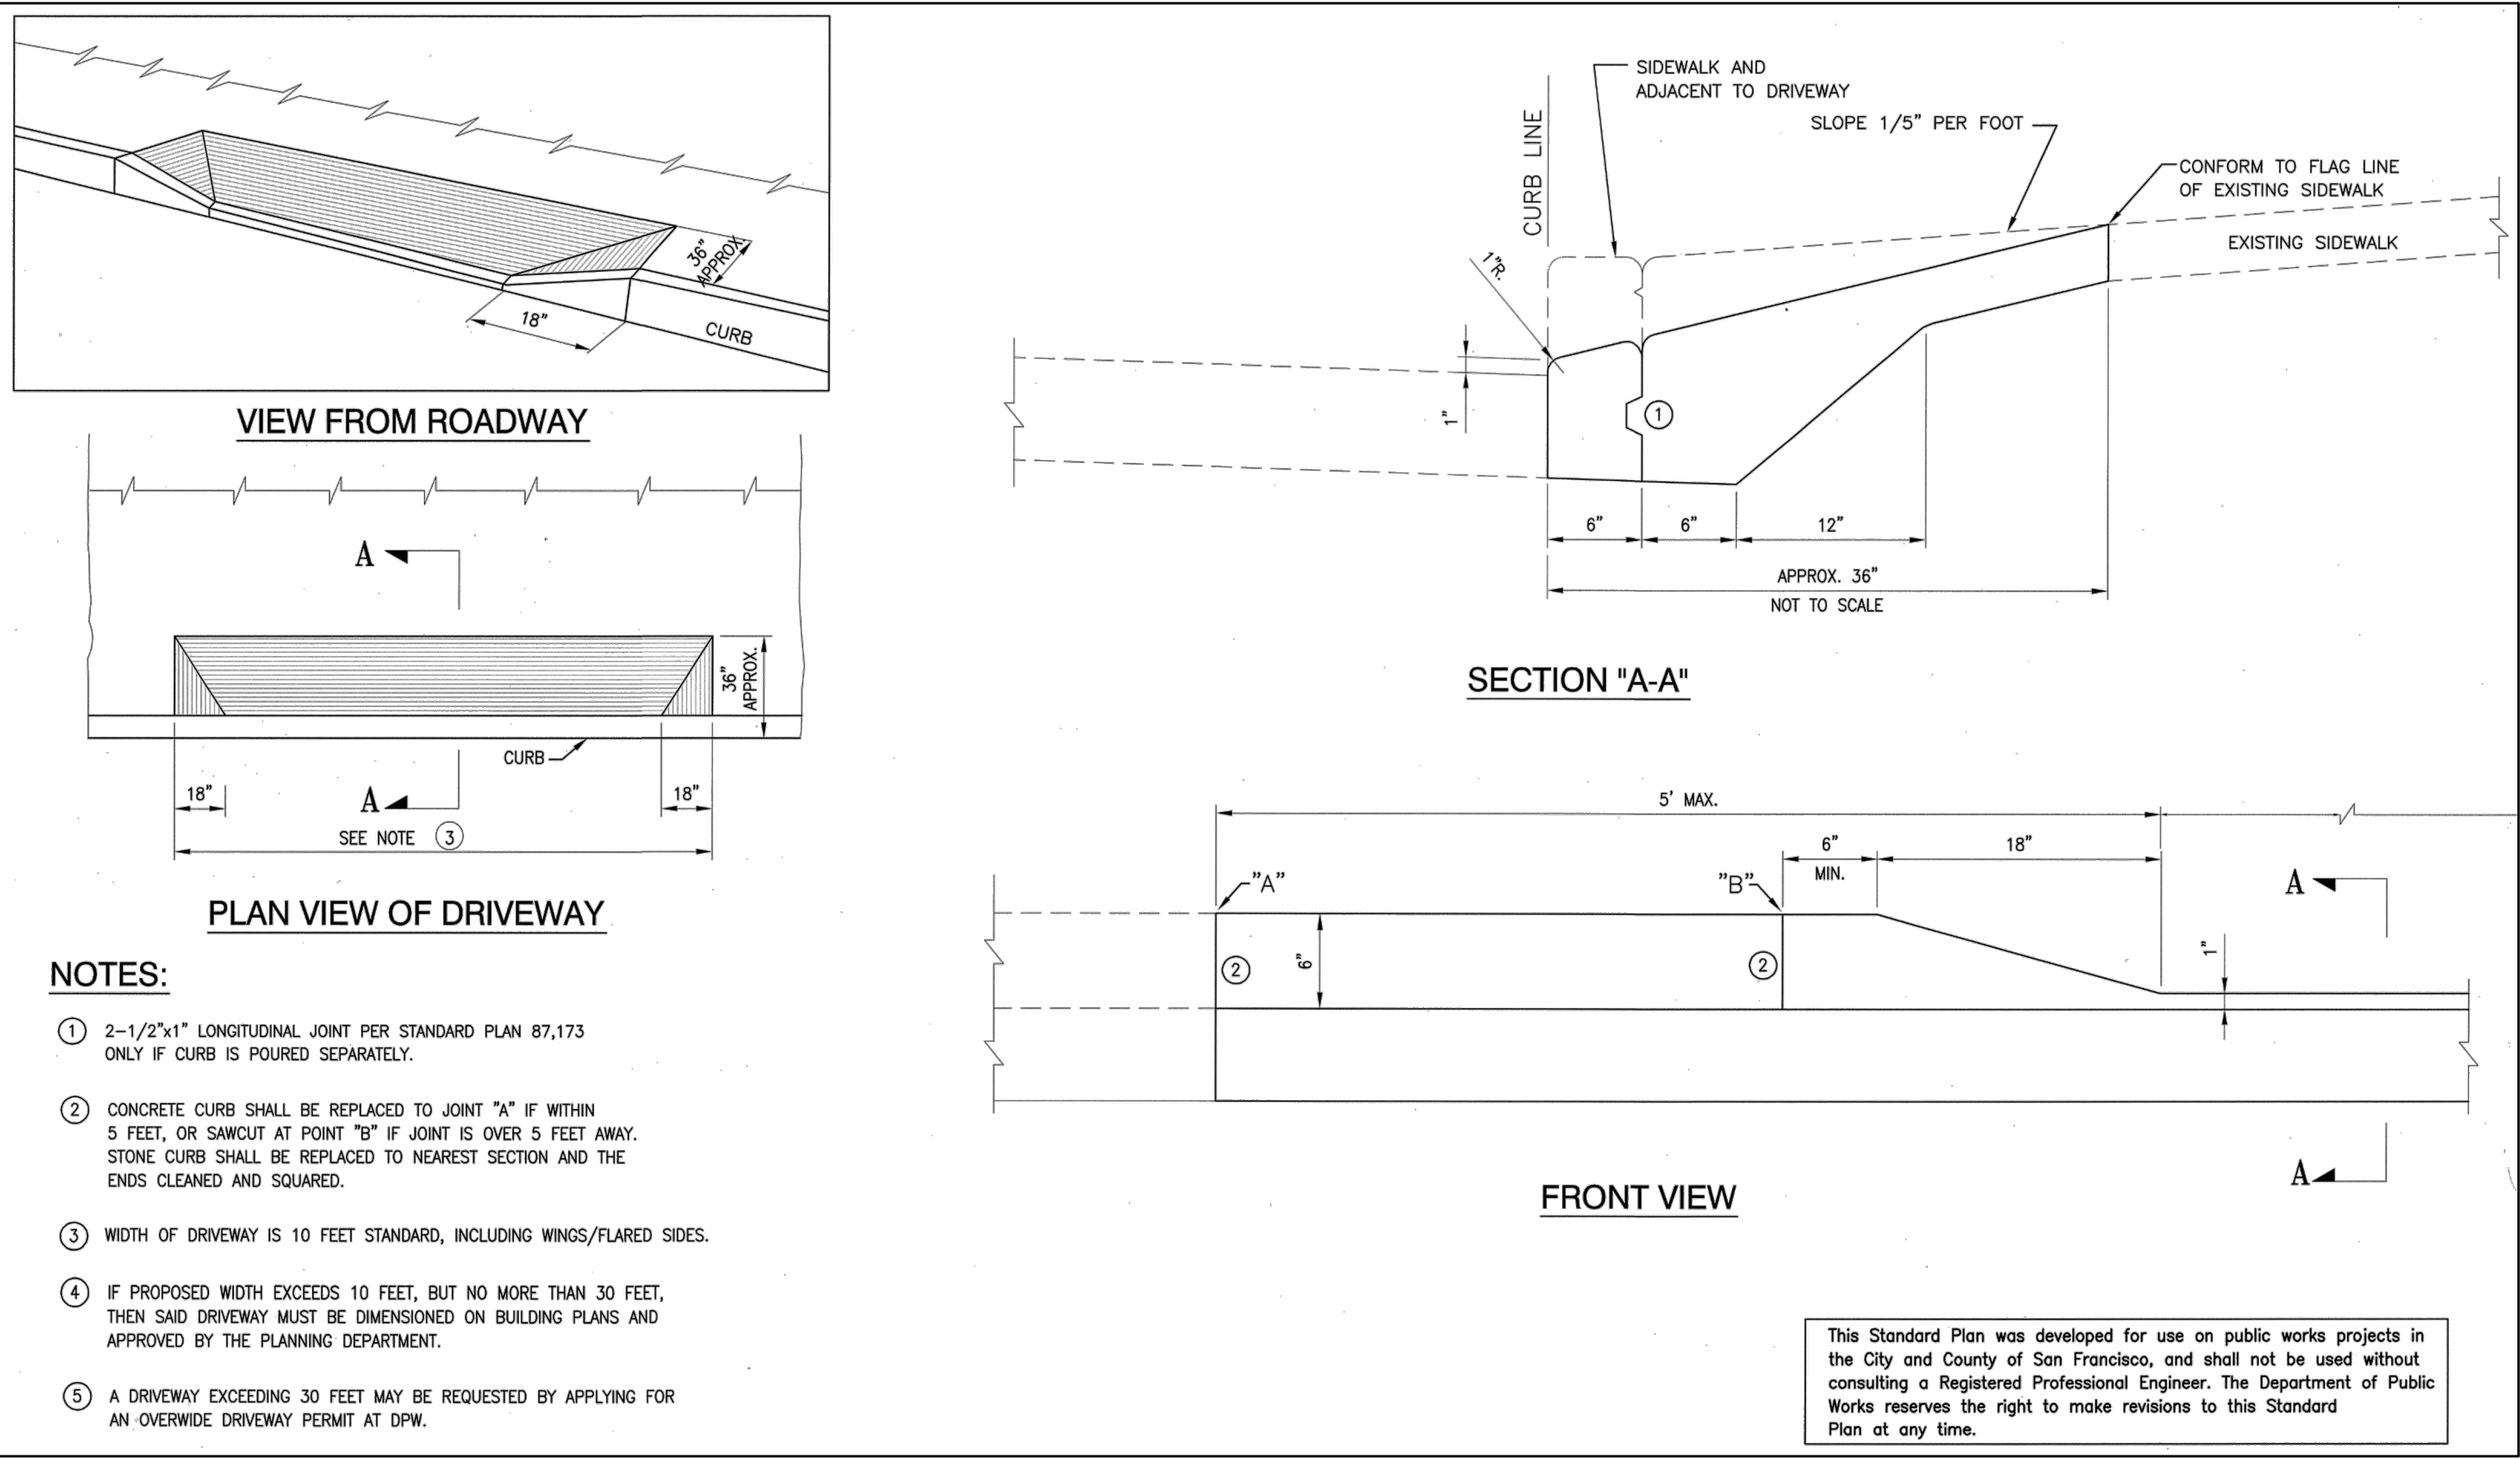 36"
APPROX.
18"
CURB
VIEW FROM ROADWAY
A
36"
APPROX.
CURB
18"
A
18"
SEE NOTE 3
PLAN VIEW OF DRIVEWAY
NOTES:
1 2-1/2"x1" LONGITUDINAL JOINT PER STANDARD PLAN 87,173
ONLY IF CURB IS POURED SEPARATELY.
2 CONCRETE CURB SHALL BE REPLACED TO JOINT "A" IF WITHIN
5 FEET, OR SAWCUT AT POINT "B" IF JOINT IS OVER 5 FEET AWAY.
STONE CURB SHALL BE REPLACED TO NEAREST SECTION AND THE
ENDS CLEANED AND SQUARED.
3 WIDTH OF DRIVEWAY IS 10 FEET STANDARD, INCLUDING WINGS/FLARED SIDES.
4 IF PROPOSED WIDTH EXCEEDS 10 FEET, BUT NO MORE THAN 30 FEET,
THEN SAID DRIVEWAY MUST BE DIMENSIONED ON BUILDING PLANS AND
APPROVED BY THE PLANNING DEPARTMENT.
5 A DRIVEWAY EXCEEDING 30 FEET MAY BE REQUESTED BY APPLYING FOR
AN OVERWIDE DRIVEWAY PERMIT AT DPW.
SIDEWALK AND
ADJACENT TO DRIVEWAY
CURB LINE
SLOPE 1/5" PER FOOT
CONFORM TO FLAG LINE
OF EXISTING SIDEWALK
EXISTING SIDEWALK
1"R.
1"
1
6"
6"
12"
APPROX. 36"
NOT TO SCALE
SECTION "A-A"
5' MAX.
6"
MIN.
18"
"A"
"B"
A
2
6"
2
1"
A
FRONT VIEW
This Standard Plan was developed for use on public works projects in
the City and County of San Francisco, and shall not be used without
consulting a Registered Professional Engineer. The Department of Public
Works reserves the right to make revisions to this Standard
Plan at any time.